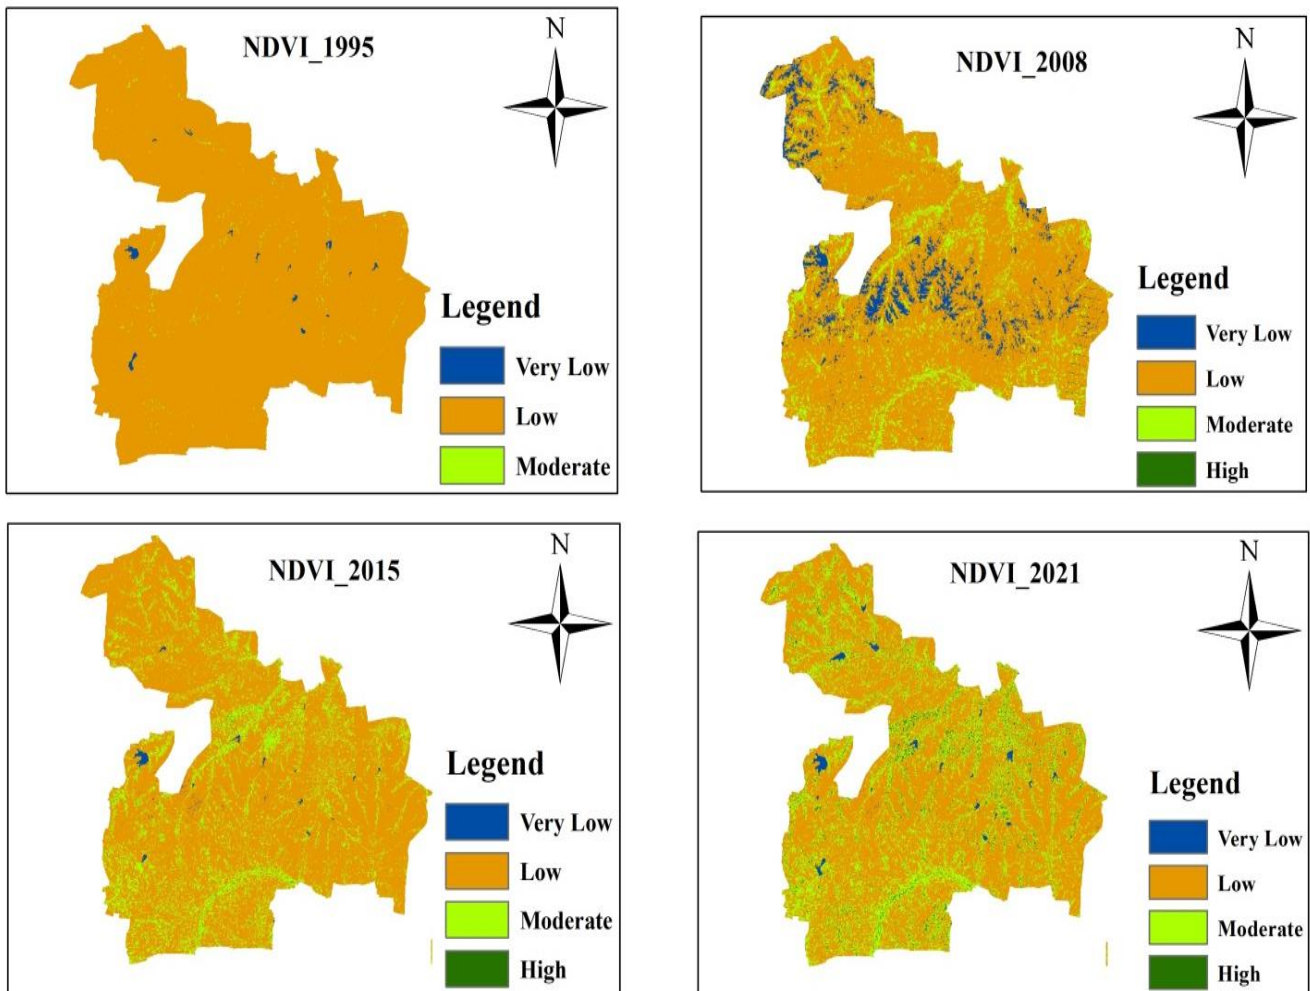 NDVI_1995
N
Legend
Very Low
Low
Moderate
NDVI_2008
N
Legend
Very Low
Low
Moderate
High
NDVI_2015
N
Legend
Very Low
Low
Moderate
High
NDVI_2021
N
Legend
Very Low
Low
Moderate
High